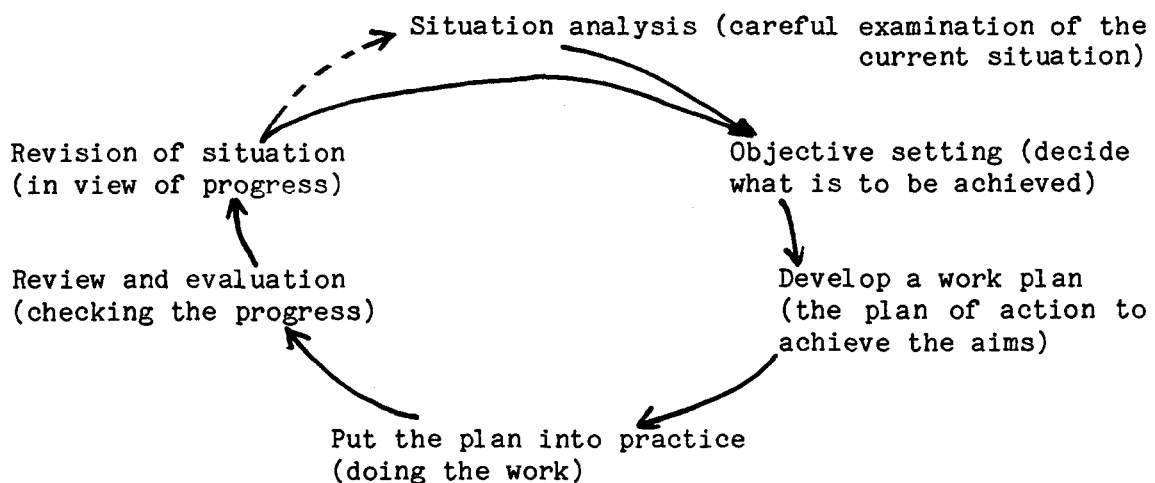 Situation analysis (careful examination of the
current situation)
Objective setting (decide
what is to be achieved)
Develop a work plan
(the plan of action to
achieve the aims)
Put the plan into practice
(doing the work)
Review and evaluation
(checking the progress)
Revision of situation
(in view of progress)